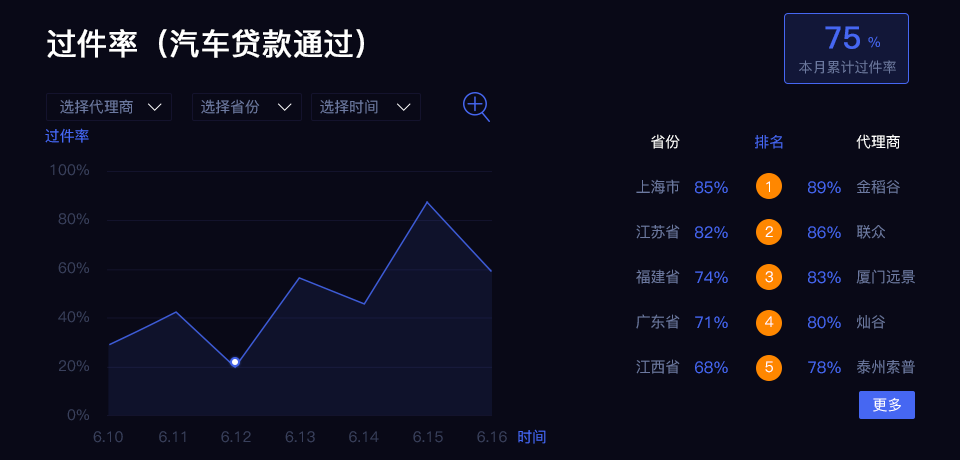 过件率（汽车贷款通过）
75 %
本月累计过件率
选择代理商 选择省份 选择时间
过件率
100%
80%
60%
40%
20%
0%
6.10 6.11 6.12 6.13 6.14 6.15 6.16 时间
省份 排名 代理商
上海市 85% 1 89% 金稻谷
江苏省 82% 2 86% 联众
福建省 74% 3 83% 厦门远景
广东省 71% 4 80% 灿谷
江西省 68% 5 78% 泰州索普
更多